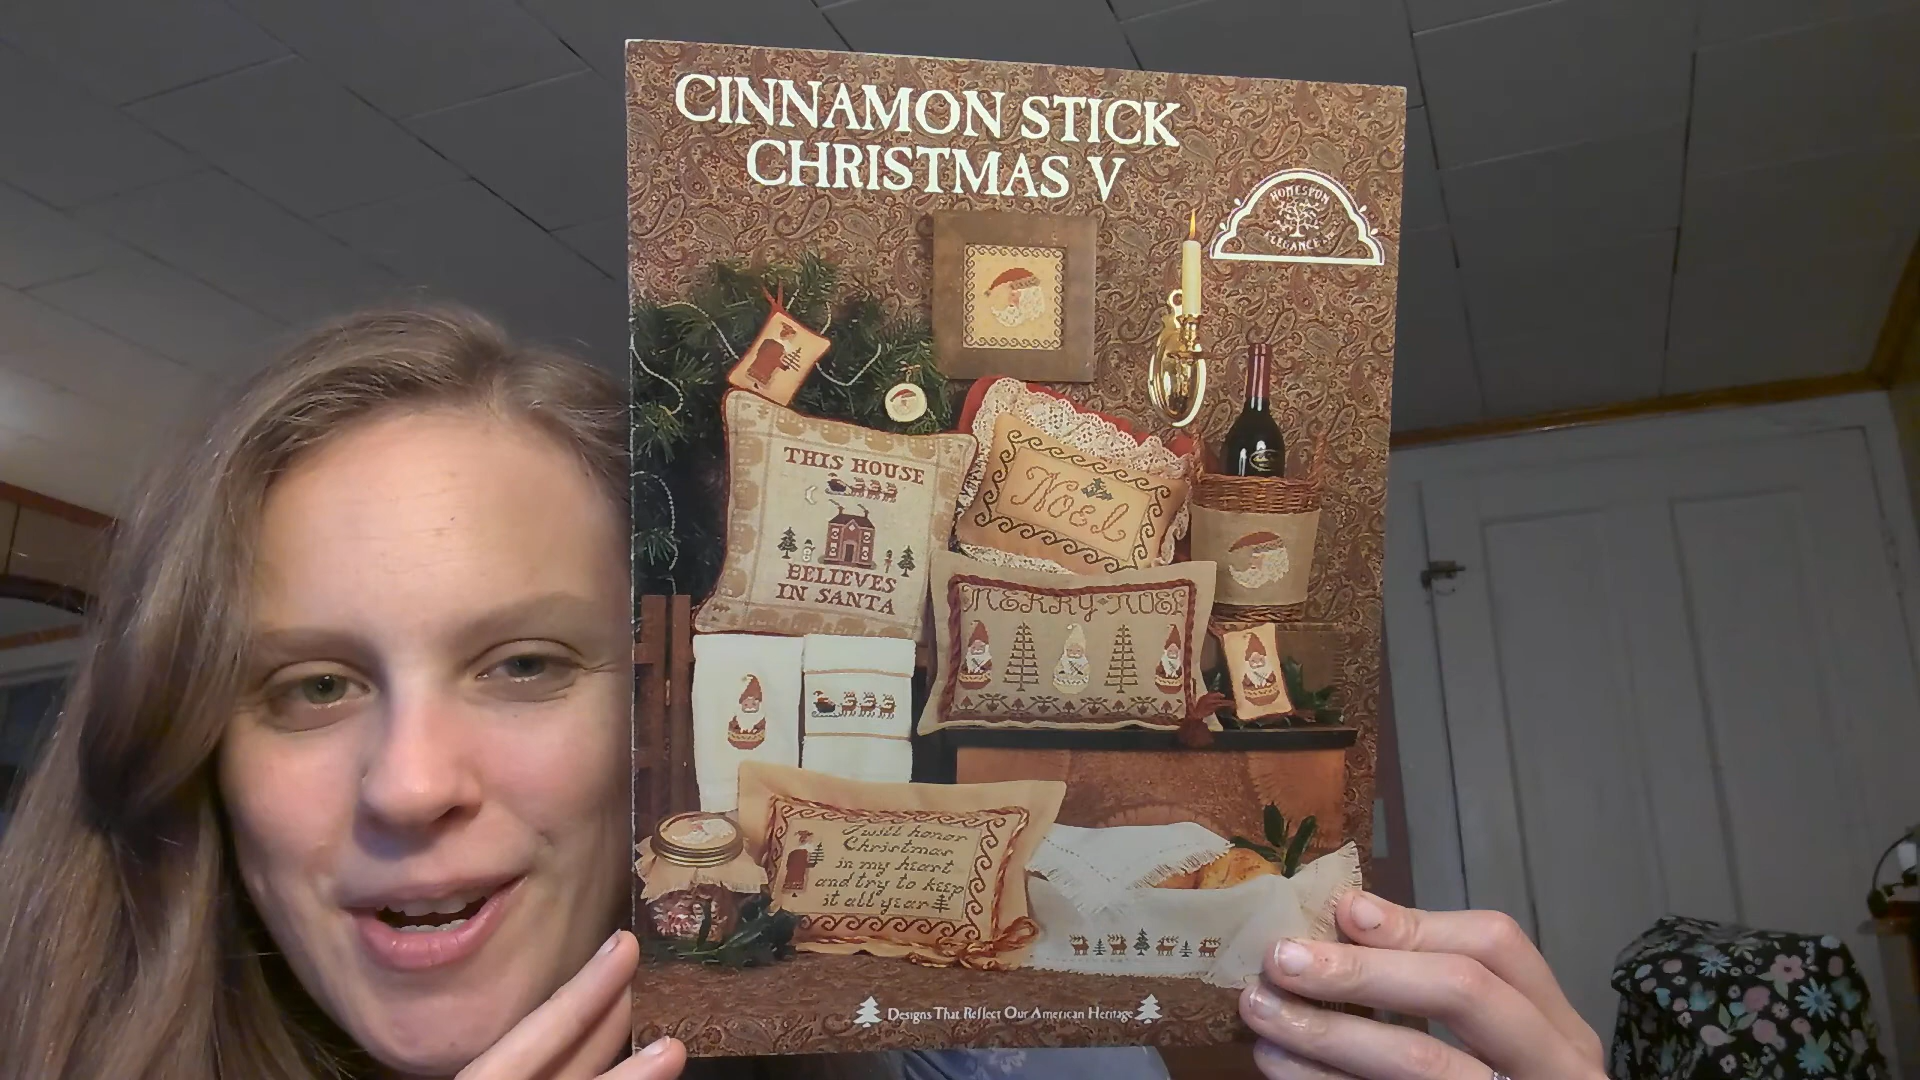 CINNAMON STICK
CHRISTMAS V
HOMESPUN
ELEGANCE
THIS HOUSE
BELIEVES
IN SANTA
Noel
MERRY NOEL
I will honor
Christmas
in my heart
and try to keep
it all year
Designs That Reflect Our American Heritage